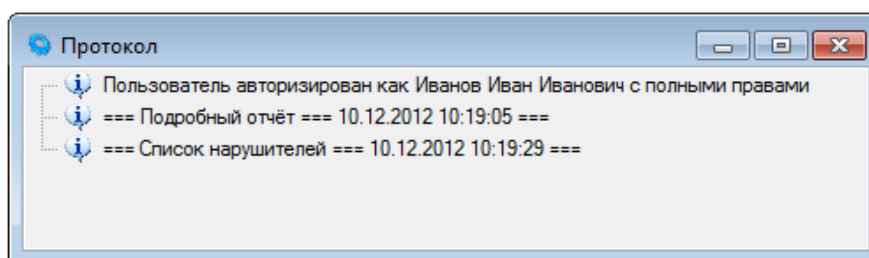 Протокол
Пользователь авторизирован как Иванов Иван Иванович с полными правами
=== Подробный отчёт === 10.12.2012 10:19:05 ===
=== Список нарушителей === 10.12.2012 10:19:29 ===